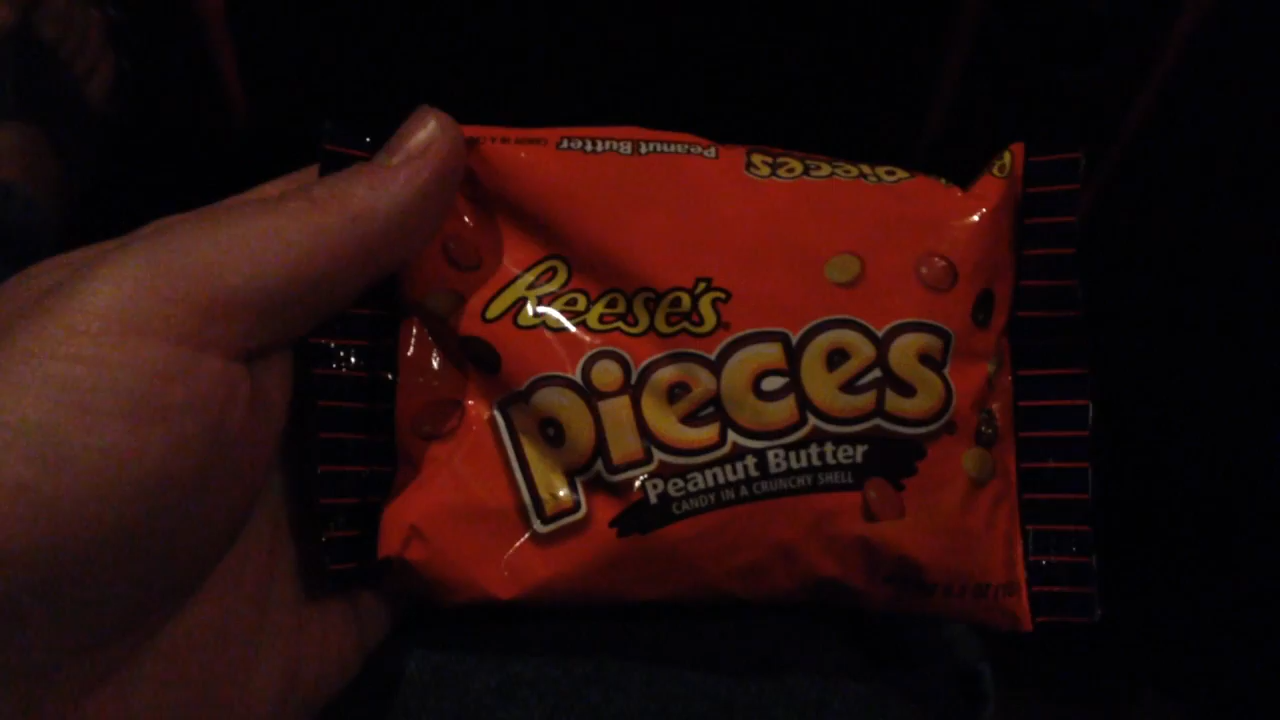 Peanut Butter
pieces
Reese's
pieces
Peanut Butter
CANDY IN A CRUNCHY SHELL